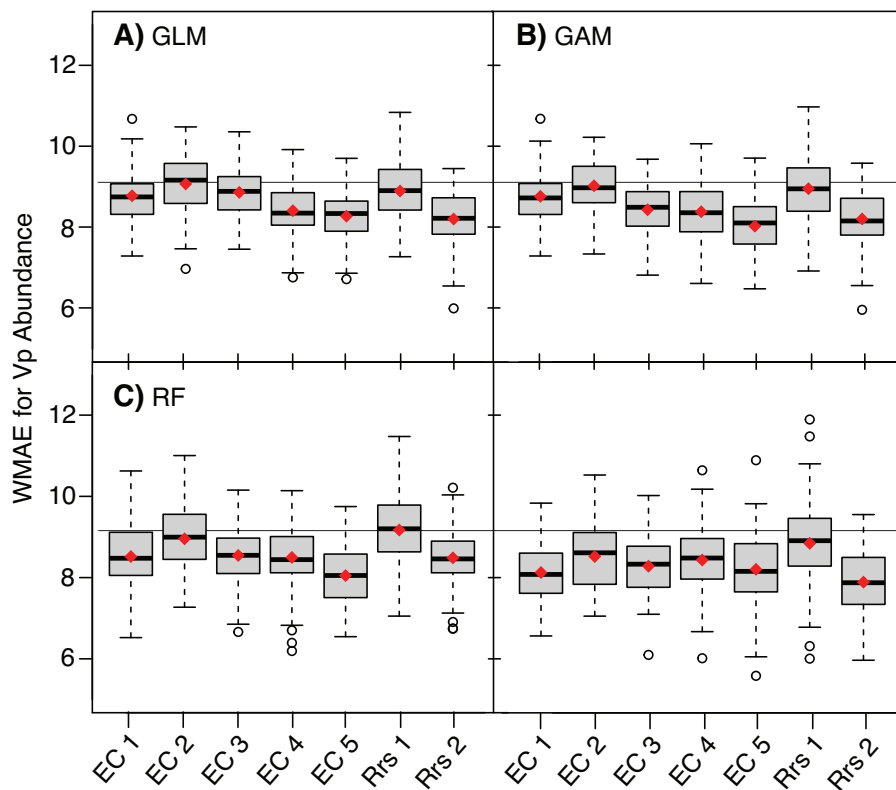 A) GLM
B) GAM
12
10
8
6
C) RF
12
10
8
6
WMAE for Vp Abundance
EC 1 EC 2 EC 3 EC 4 EC 5 Rrs 1 Rrs 2
EC 1 EC 2 EC 3 EC 4 EC 5 Rrs 1 Rrs 2